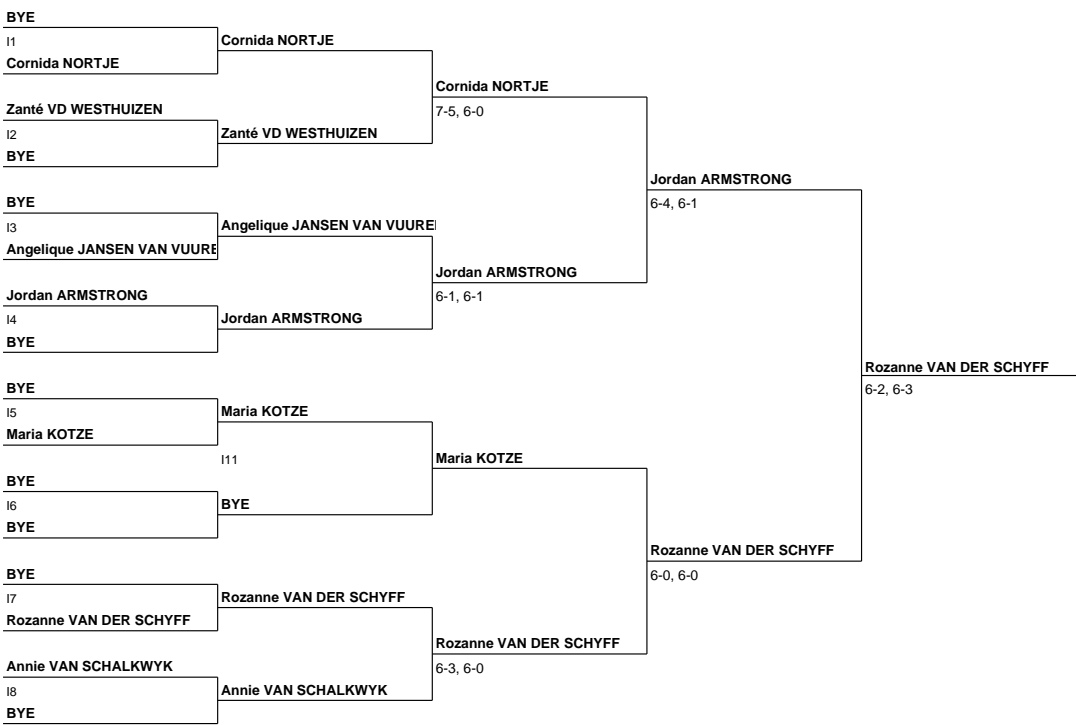 BYE
I1
Cornida NORTJE
Zanté VD WESTHUIZEN
I2
BYE
BYE
I3
Angelique JANSEN VAN VUURE
Jordan ARMSTRONG
I4
BYE
BYE
I5
Maria KOTZE
BYE
I6
BYE
BYE
I7
Rozanne VAN DER SCHYFF
Annie VAN SCHALKWYK
I8
BYE
Cornida NORTJE
Zanté VD WESTHUIZEN
Angelique JANSEN VAN VUURE
Jordan ARMSTRONG
Maria KOTZE
I11
BYE
Rozanne VAN DER SCHYFF
Annie VAN SCHALKWYK
Cornida NORTJE
7-5, 6-0
Jordan ARMSTRONG
6-1, 6-1
Maria KOTZE
Rozanne VAN DER SCHYFF
6-3, 6-0
Jordan ARMSTRONG
6-4, 6-1
Rozanne VAN DER SCHYFF
6-0, 6-0
Rozanne VAN DER SCHYFF
6-2, 6-3